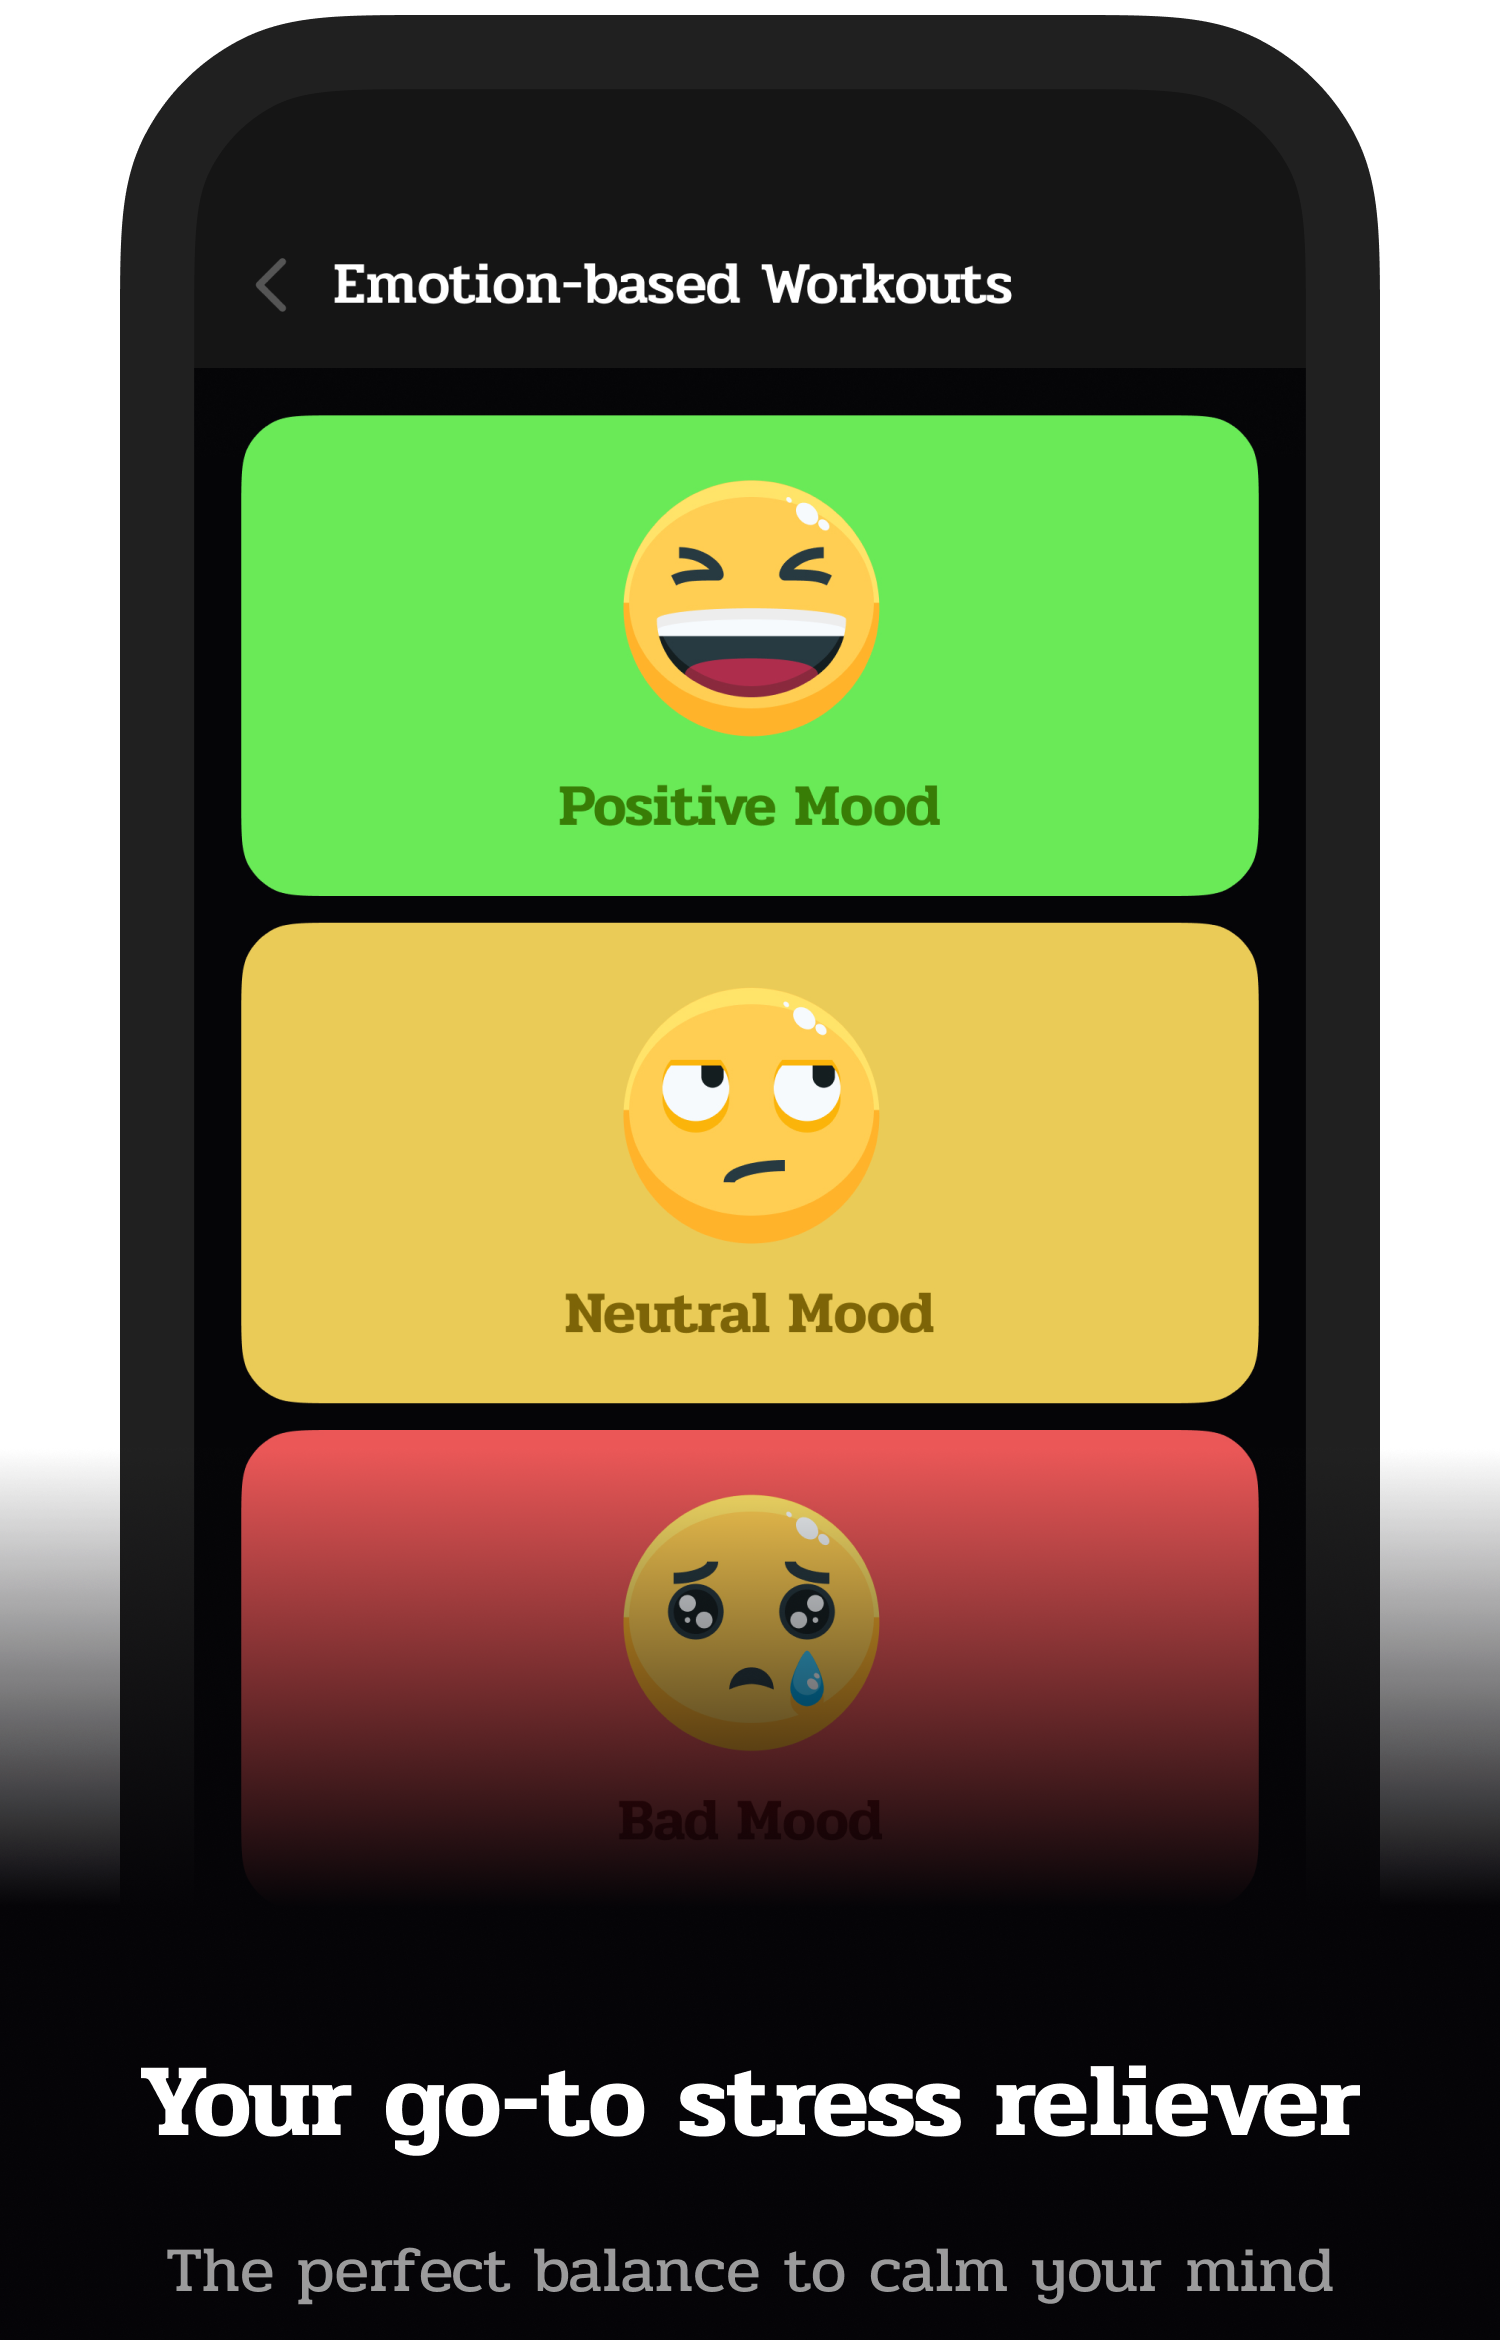 Emotion-based Workouts
Positive Mood
Neutral Mood
Bad Mood
Your go-to stress reliever
The perfect balance to calm your mind